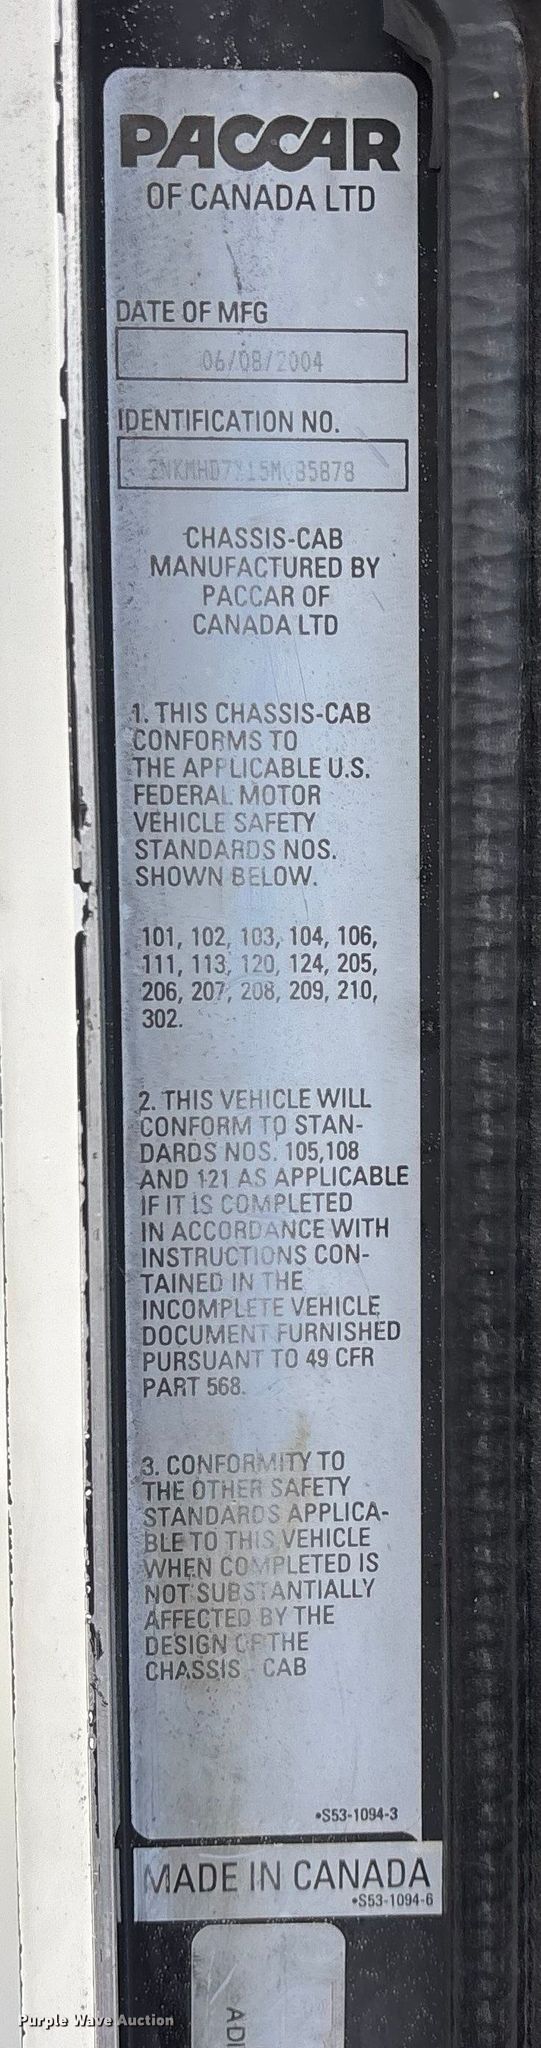 PACCAR
OF CANADA LTD
DATE OF MFG
06/08/2004
IDENTIFICATION NO.
CHASSIS-CAB
MANUFACTURED BY
PACCAR OF
CANADA LTD
1. THIS CHASSIS-CAB
CONFORMS TO
THE APPLICABLE U.S.
FEDERAL MOTOR
VEHICLE SAFETY
STANDARDS NOS.
SHOWN BELOW.
101, 102, 103, 104, 106,
111, 113, 120, 124, 205,
206, 207, 208, 209, 210,
302.
2. THIS VEHICLE WILL
CONFORM TO STAN-
DARDS NOS. 105,108
AND 121 AS APPLICABLE
IF IT IS COMPLETED
IN ACCORDANCE WITH
INSTRUCTIONS CON-
TAINED IN THE
INCOMPLETE VEHICLE
DOCUMENT FURNISHED
PURSUANT TO 49 CFR
PART 568.
3. CONFORMITY TO
THE OTHER SAFETY
STANDARDS APPLICA-
BLE TO THIS VEHICLE
WHEN COMPLETED IS
NOT SUBSTANTIALLY
AFFECTED BY THE
DESIGN OF THE
CHASSIS - CAB
•S53-1094-3
MADE IN CANADA
•S53-1094-6
ADI
Purple Wave Auction